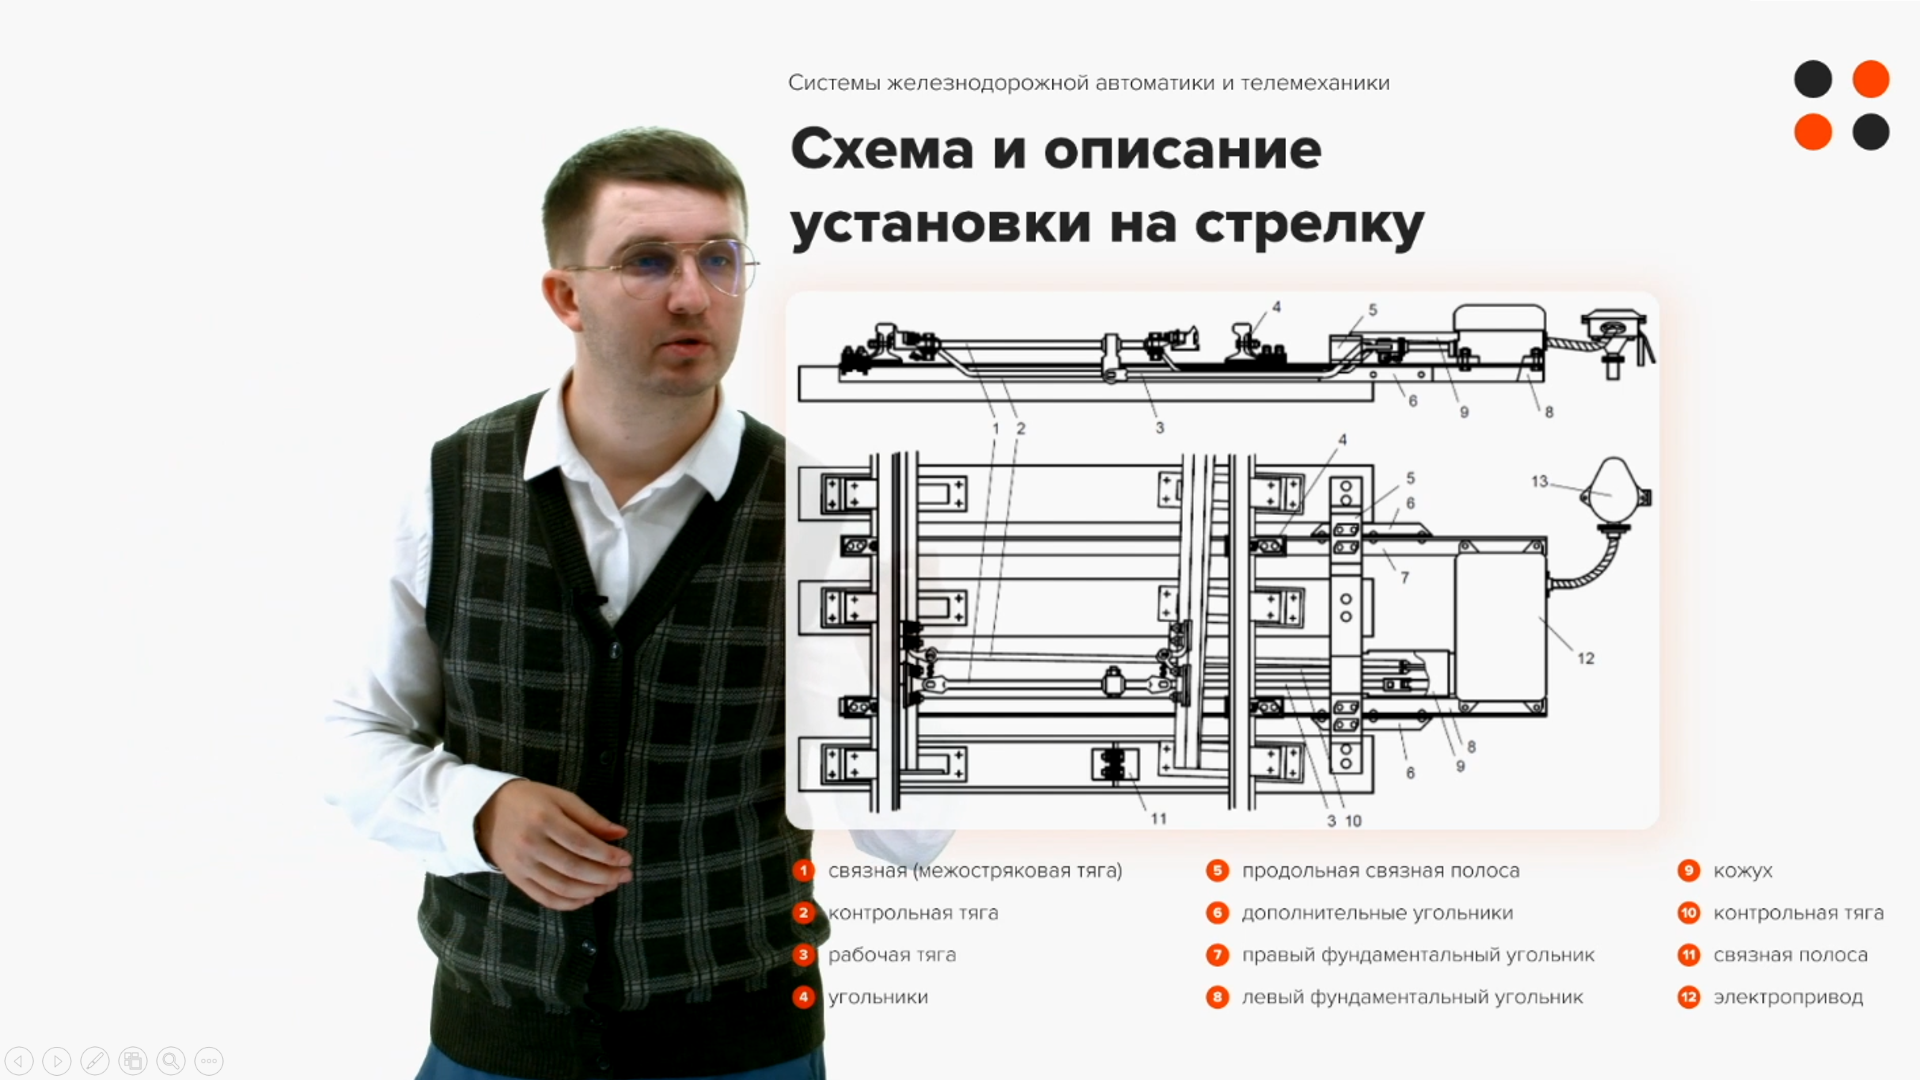 Системы железнодорожной автоматики и телемеханики
Схема и описание
установки на стрелку
4
5
6
9
8
1
2
3
4
5
6
7
13
12
8
9
6
11
3
10
1 связная (межостряковая тяга)
2 контрольная тяга
3 рабочая тяга
4 угольники
5 продольная связная полоса
6 дополнительные угольники
7 правый фундаментальный угольник
8 левый фундаментальный угольник
9 кожух
10 контрольная тяга
11 связная полоса
12 электропривод